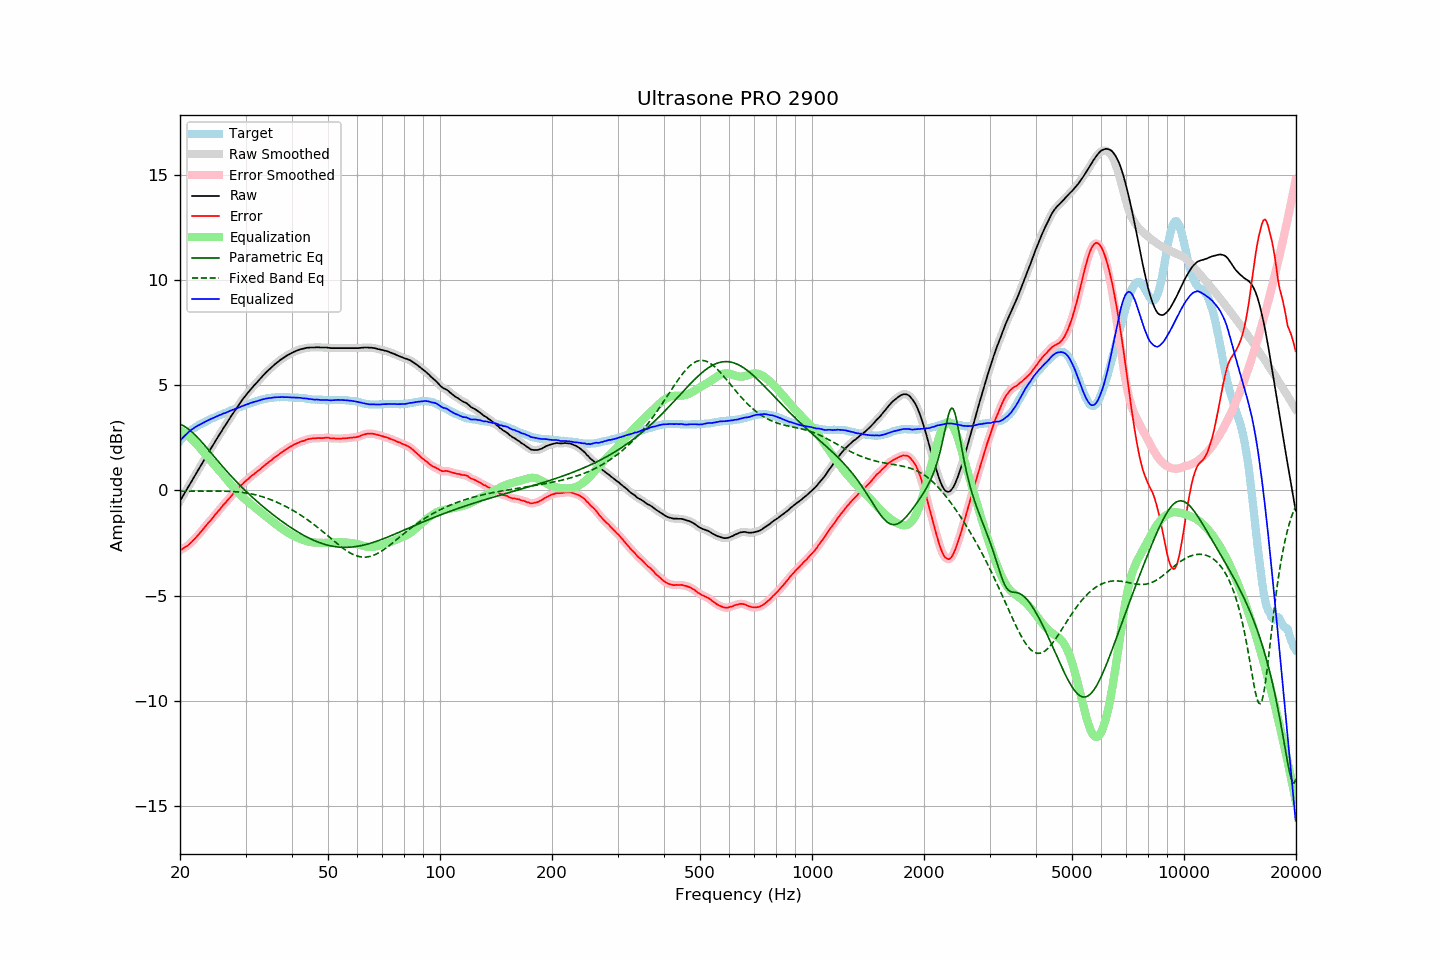 Ultrasone PRO 2900
Target
Raw Smoothed
Error Smoothed
Raw
Error
Equalization
Parametric Eq
Fixed Band Eq
Equalized
Amplitude (dBr)
15
10
5
0
−5
−10
−15
20 50 100 200 500 1000 2000 5000 10000 20000
Frequency (Hz)